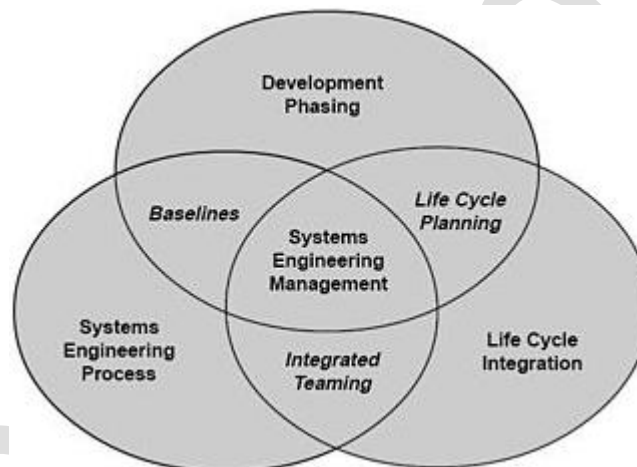 Development
Phasing
Baselines
Life Cycle
Planning
Systems
Engineering
Management
Systems
Engineering
Process
Integrated
Teaming
Life Cycle
Integration